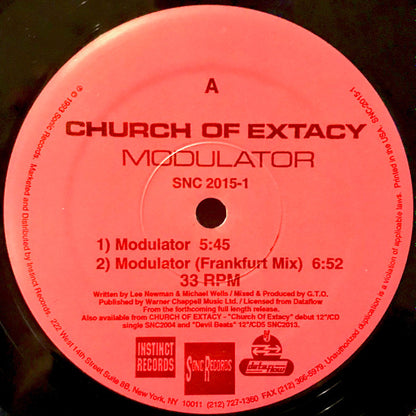 A
CHURCH OF EXTACY
MODULATOR
SNC 2015-1
1) Modulator 5:45
2) Modulator (Frankfurt Mix) 6:52
33 RPM
Written by Lee Newman & Michael Wells / Mixed & Produced by G.T.O.
Published by Warner Chappell Music Ltd. / Licensed from Dataflow
From the forthcoming full length release.
Also available from CHURCH OF EXTACY - "Church Of Extacy" debut 12"/CD
single SNC2004 and "Devil Beats" 12"/CD5 SNC2013.
INSTINCT
RECORDS
SONIC RECORDS
dataflow
℗ 1993 Sonic Records. Marketed and Distributed by Instinct Records. 222 West 14th Street Suite 8B, New York, NY 10011 (212) 727-1360 FAX (212) 366-5979. Unauthorized duplication is a violation of applicable laws. Printed in the USA. SNC-2015-1